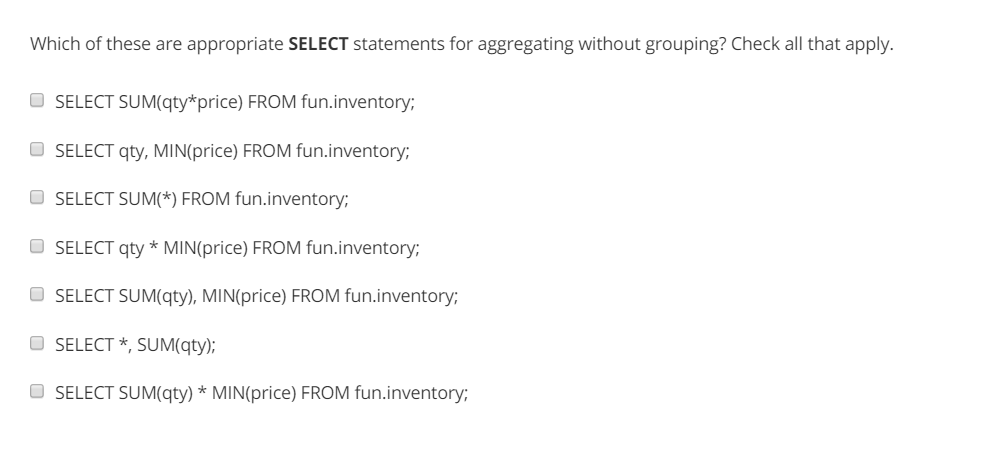 Which of these are appropriate SELECT statements for aggregating without grouping? Check all that apply.
SELECT SUM(qty*price) FROM fun.inventory;
SELECT qty, MIN(price) FROM fun.inventory;
SELECT SUM(*) FROM fun.inventory;
SELECT qty * MIN(price) FROM fun.inventory;
SELECT SUM(qty), MIN(price) FROM fun.inventory;
SELECT *, SUM(qty);
SELECT SUM(qty) * MIN(price) FROM fun.inventory;